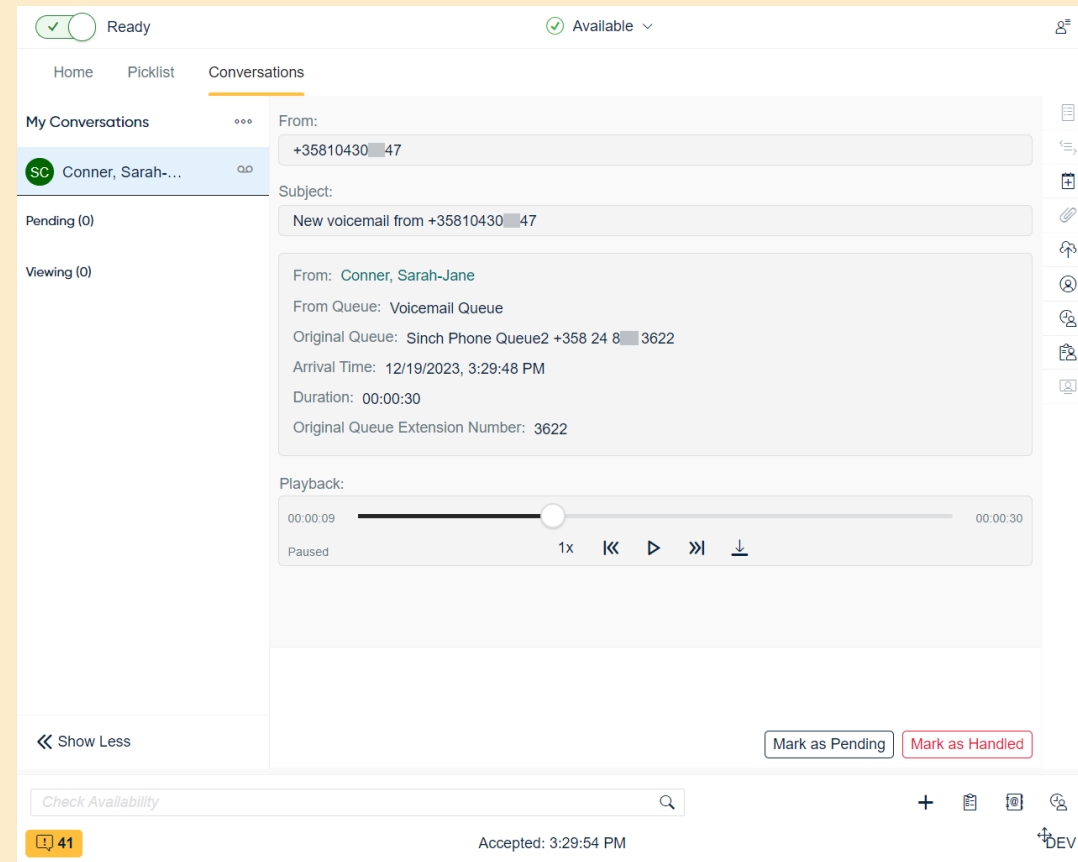 Ready
Available
Home Picklist Conversations
My Conversations
SC Conner, Sarah-...
Pending (0)
Viewing (0)
Show Less
From:
+35810430 47
Subject:
New voicemail from +35810430 47
From: Conner, Sarah-Jane
From Queue: Voicemail Queue
Original Queue: Sinch Phone Queue2 +358 24 8 3622
Arrival Time: 12/19/2023, 3:29:48 PM
Duration: 00:00:30
Original Queue Extension Number: 3622
Playback:
00:00:09 00:00:30
Paused 1x
Mark as Pending Mark as Handled
Check Availability
41 Accepted: 3:29:54 PM DEV